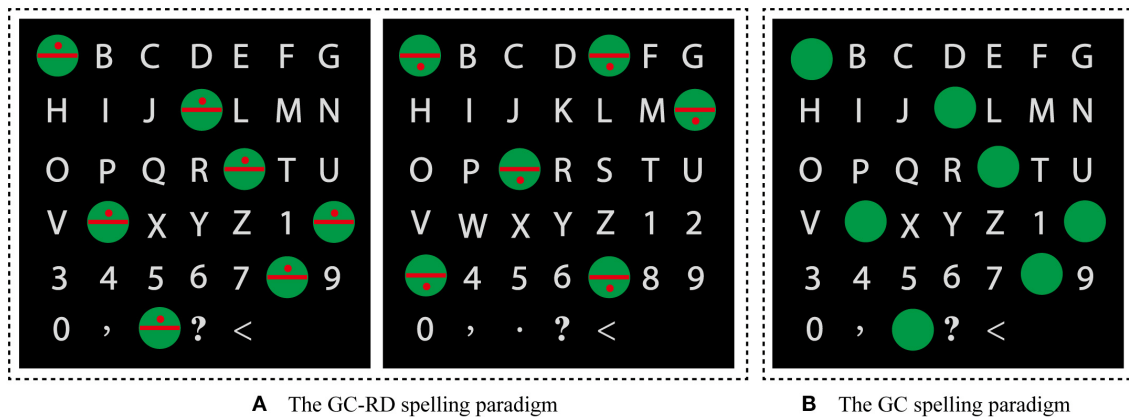 B C D E F G
H I J L M N
O P Q R T U
V X Y Z 1
3 4 5 6 7 9
0 , ? <
B C D F G
H I J K L M
O P R S T U
V W X Y Z 1 2
4 5 6 8 9
0 , . ? <
B C D E F G
H I J L M N
O P Q R T U
V X Y Z 1
3 4 5 6 7 9
0 , ? <
A The GC-RD spelling paradigm
B The GC spelling paradigm